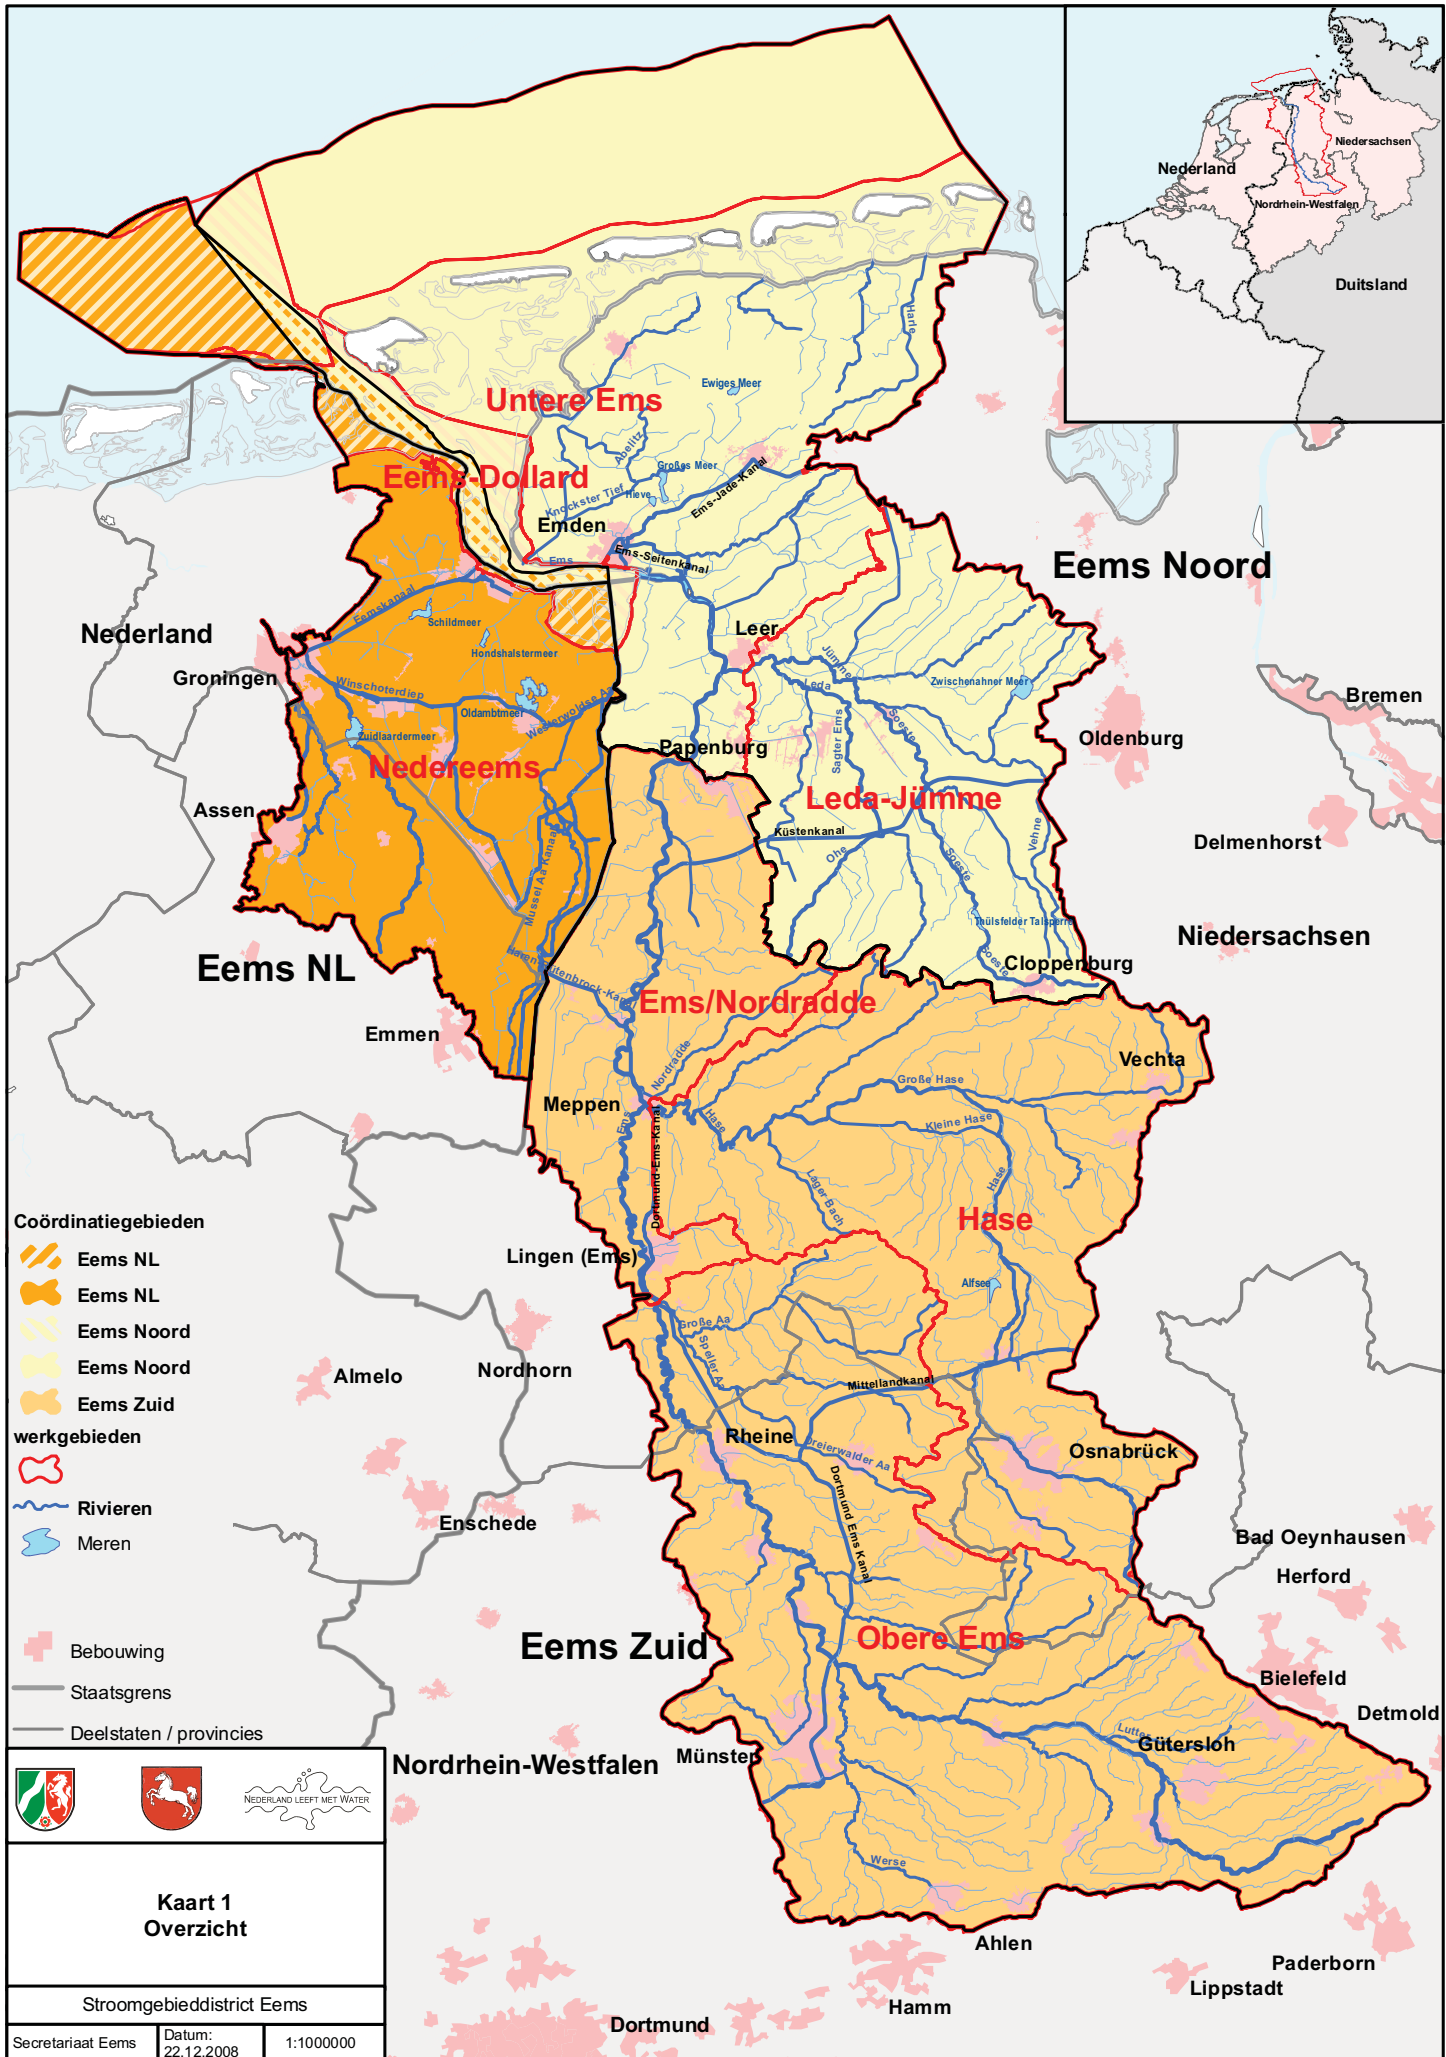 Nederland
Niedersachsen
Nordrhein-Westfalen
Duitsland
Harle
Ewiges Meer
Untere Ems
Abelitz
Großes Meer
Eems-Dollard
Hieve
Knockster Tief
Ems-Jade-Kanal
Emden
Ems
Ems-Seitenkanal
Eems Noord
Eemskanaal
Schildmeer
Nederland
Leer
Hondshalstermeer
Jümme
Groningen
Winschoterdiep
Leda
Zwischenahner Meer
Bremen
Oldambtmeer
Westerwoldse Aa
Sagter Ems
Soeste
Zuidlaardermeer
Papenburg
Oldenburg
Nedereems
Leda-Jümme
Assen
Küstenkanal
Vehne
Delmenhorst
Ohe
Mussel Aa Kanaal
Soeste
Thülsfelder Talsperre
Niedersachsen
Eems NL
Cloppenburg
Soeste
Ems/Nordradde
Emmen
Nordradde
Vechta
Große Hase
Meppen
Ems
Hase
Kleine Hase
Dortmund-Ems-Kanal
Hase
Lager Bach
Hase
Coördinatiegebieden
Eems NL
Eems NL
Eems Noord
Eems Noord
Eems Zuid
werkgebieden
Rivieren
Meren
Bebouwing
Staatsgrens
Deelstaten / provincies
Lingen (Ems)
Alfsee
Große Aa
Speller Aa
Almelo
Nordhorn
Mittellandkanal
Rheine
Dreierwalder Aa
Osnabrück
Dortmund Ems Kanal
Enschede
Bad Oeynhausen
Herford
Eems Zuid
Obere Ems
Bielefeld
Detmold
Lutter
Gütersloh
Nordrhein-Westfalen
Münster
Werse
Ahlen
Paderborn
Lippstadt
Hamm
Dortmund
NEDERLAND LEEFT MET WATER
Kaart 1
Overzicht
Stroomgebieddistrict Eems
Secretariaat Eems
Datum:
22.12.2008
1:1000000